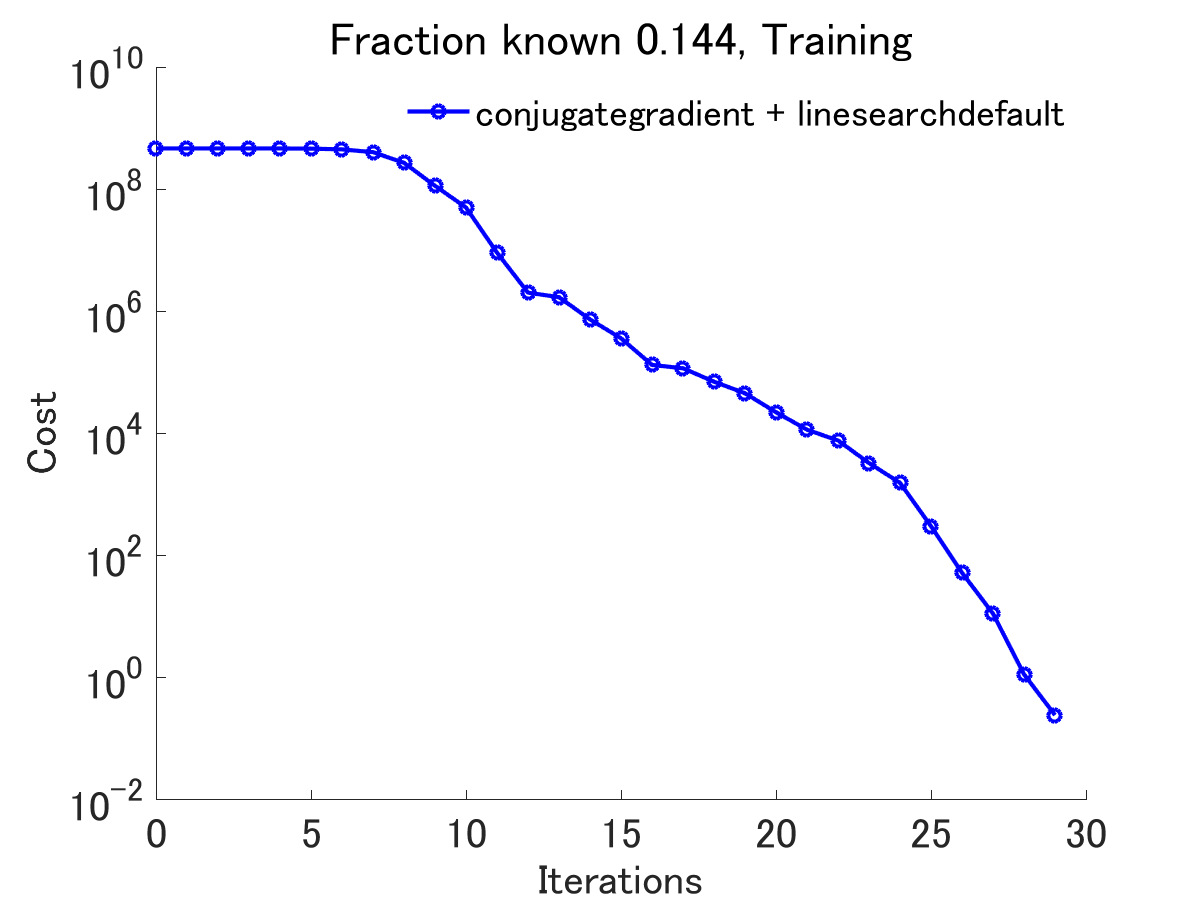 Fraction known 0.144, Training
conjugategradient + linesearchdefault
10^10
10^8
10^6
10^4
10^2
10^0
10^-2
Cost
0 5 10 15 20 25 30
Iterations